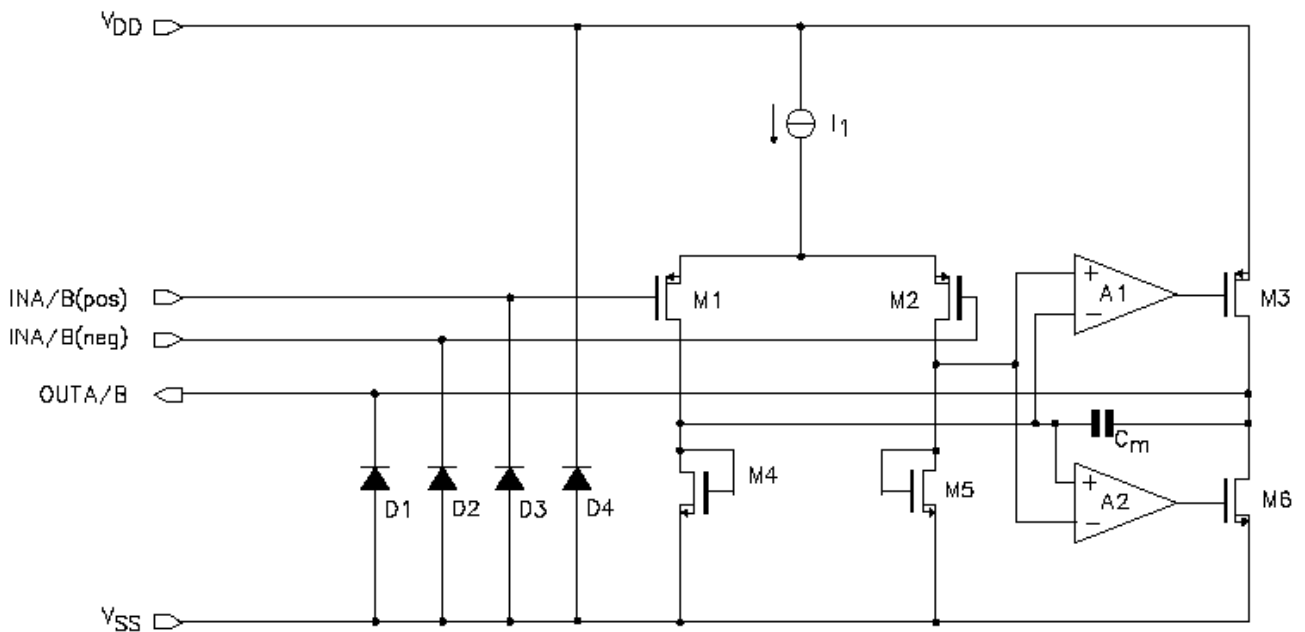 VDD
I1
INA/B(pos)
M1
M2
+
A1
−
M3
INA/B(neg)
OUTA/B
Cm
M4
M5
D1
D2
D3
D4
+
A2
−
M6
VSS